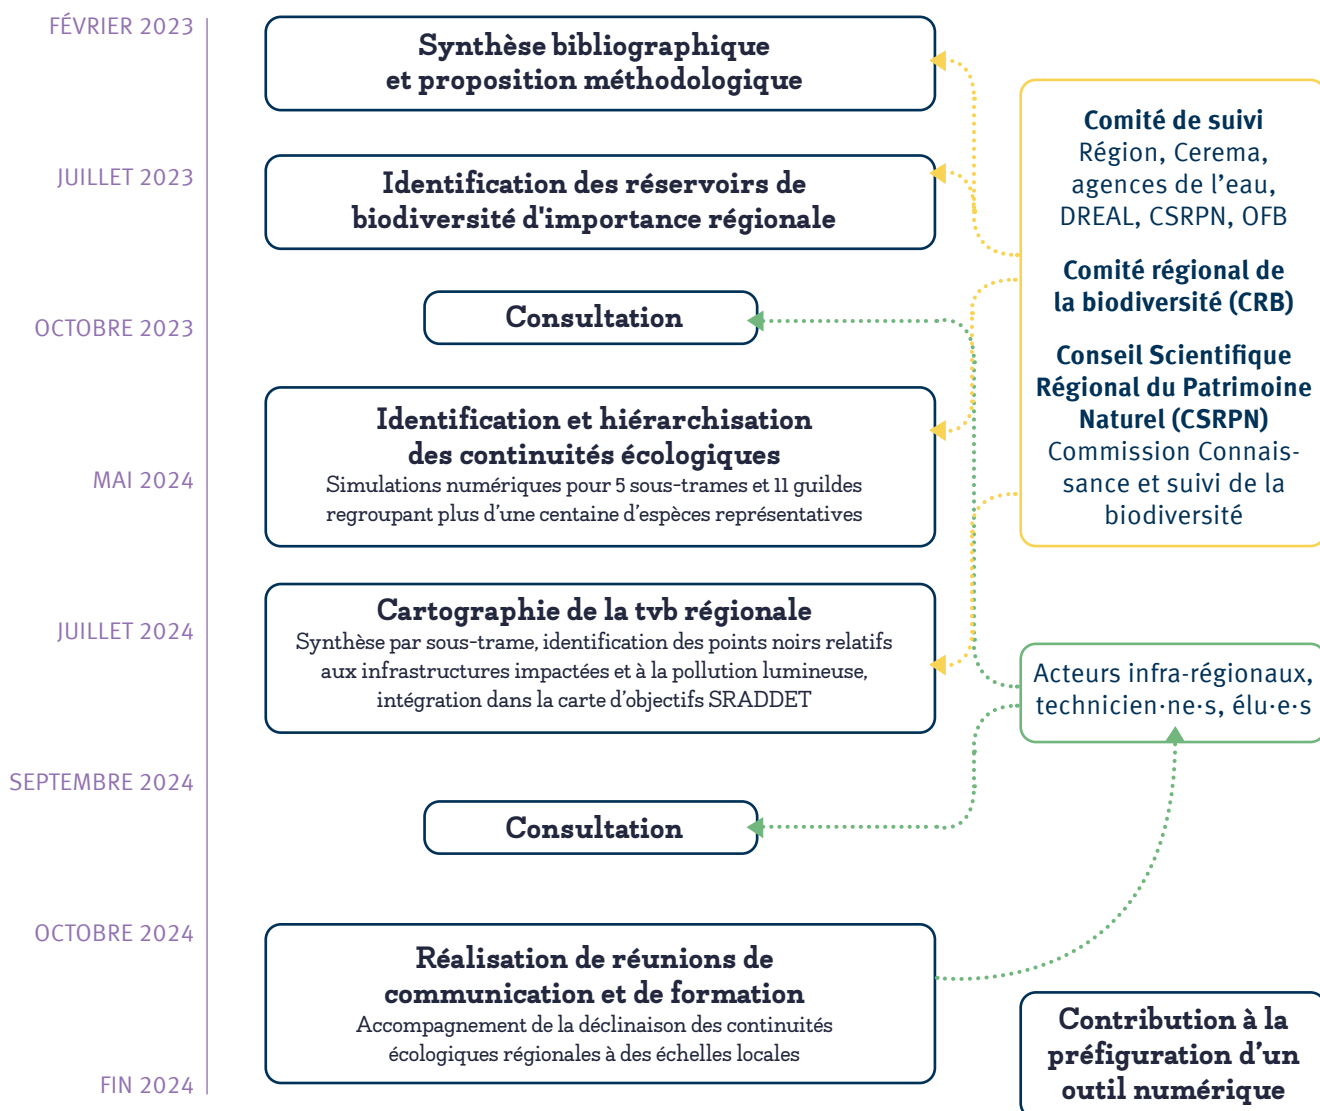 FÉVRIER 2023
JUILLET 2023
OCTOBRE 2023
MAI 2024
JUILLET 2024
SEPTEMBRE 2024
OCTOBRE 2024
FIN 2024
Synthèse bibliographique
et proposition méthodologique
Identification des réservoirs de
biodiversité d'importance régionale
Consultation
Identification et hiérarchisation
des continuités écologiques
Simulations numériques pour 5 sous-trames et 11 guildes
regroupant plus d’une centaine d’espèces représentatives
Cartographie de la tvb régionale
Synthèse par sous-trame, identification des points noirs relatifs
aux infrastructures impactées et à la pollution lumineuse,
intégration dans la carte d’objectifs SRADDET
Consultation
Réalisation de réunions de
communication et de formation
Accompagnement de la déclinaison des continuités
écologiques régionales à des échelles locales
Comité de suivi
Région, Cerema,
agences de l’eau,
DREAL, CSRPN, OFB
Comité régional de
la biodiversité (CRB)
Conseil Scientifique
Régional du Patrimoine
Naturel (CSRPN)
Commission Connais-
sance et suivi de la
biodiversité
Acteurs infra-régionaux,
technicien·ne·s, élu·e·s
Contribution à la
préfiguration d’un
outil numérique